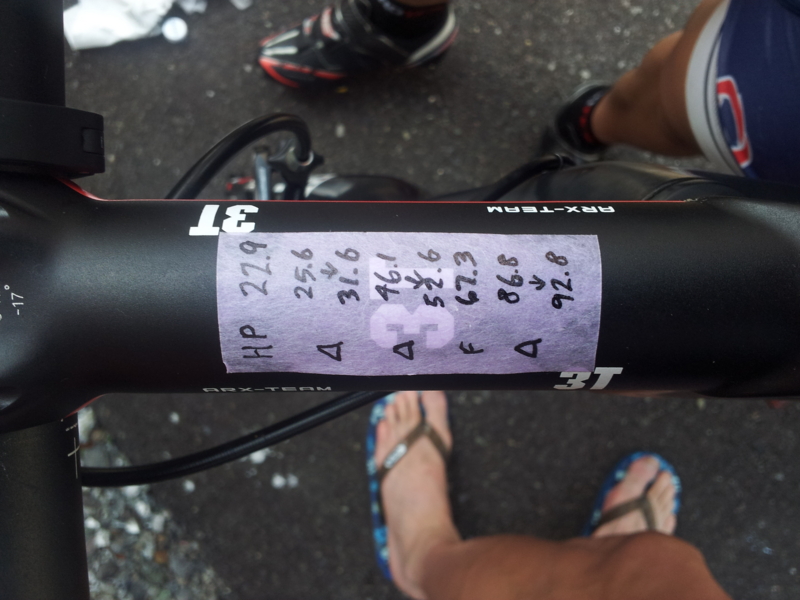 HP 22.9
25.6
△ ↓
31.6
46.1
△ ↓
52.6
F 67.3
86.8
△ ↓
92.8
3T
ARX-TEAM
ARX-TEAM
3T
3T
-17°